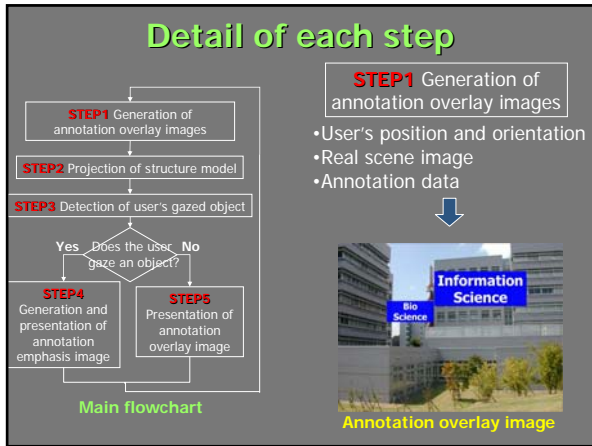 Detail of each step
STEP1 Generation of
annotation overlay images
STEP2 Projection of structure model
STEP3 Detection of user's gazed object
Yes Does the user No
gaze an object?
STEP4
Generation and
presentation of
annotation
emphasis image
STEP5
Presentation of
annotation
overlay image
Main flowchart
STEP1 Generation of
annotation overlay images
•User's position and orientation
•Real scene image
•Annotation data
Information
Science
Bio
Science
Annotation overlay image